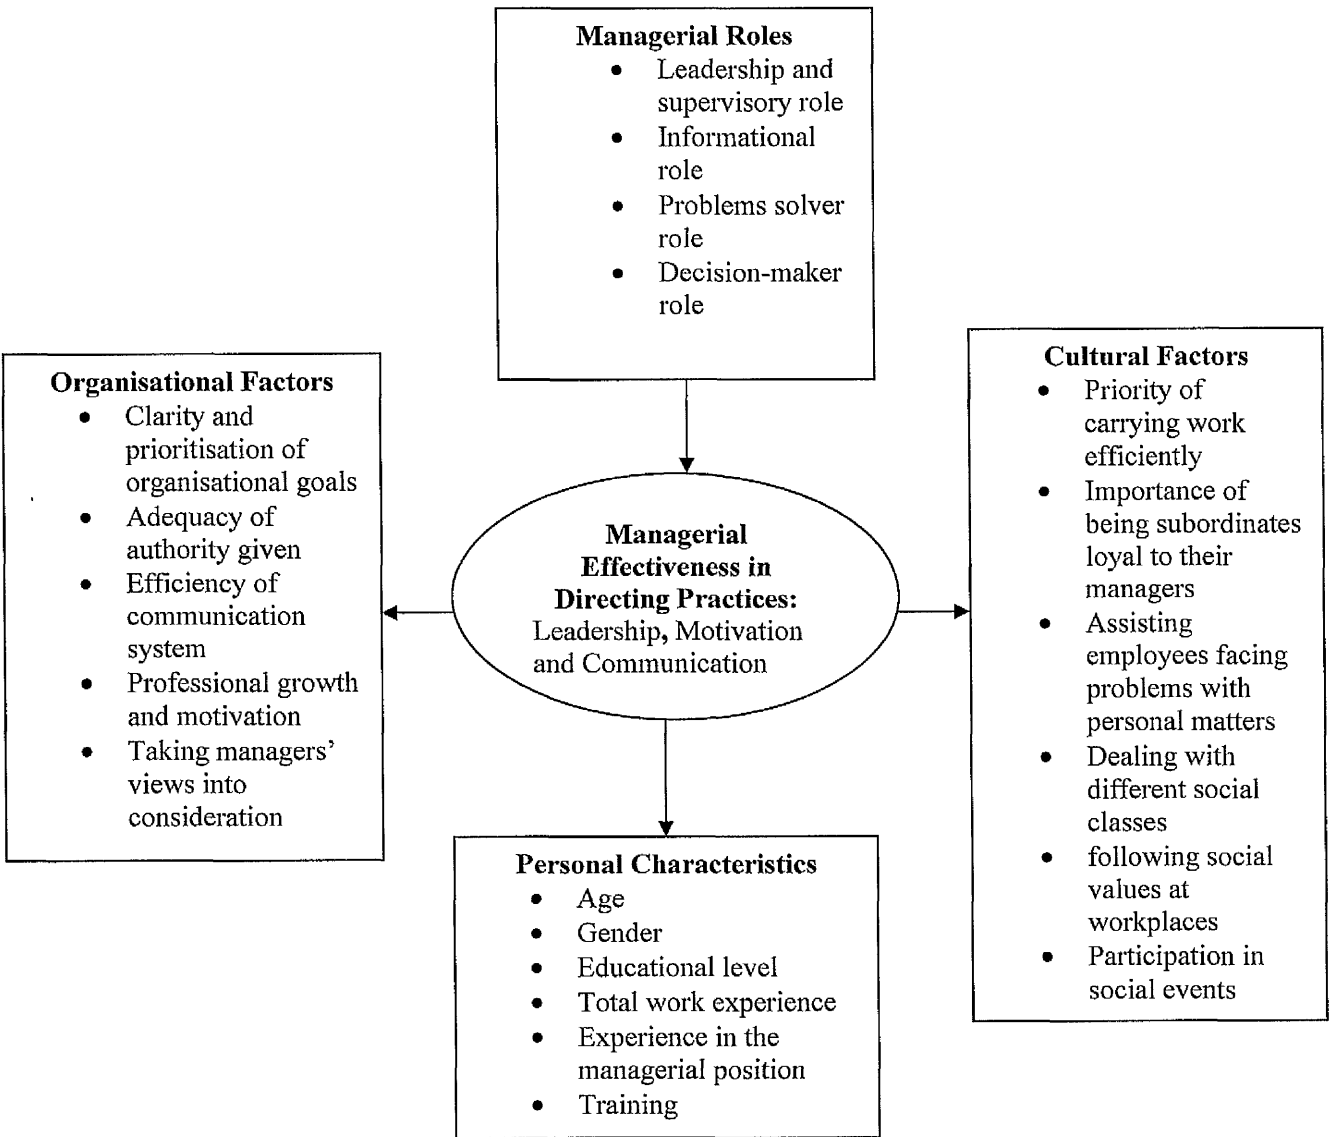 Managerial Roles
• Leadership and
supervisory role
• Informational
role
• Problems solver
role
• Decision-maker
role
Organisational Factors
• Clarity and
prioritisation of
organisational goals
• Adequacy of
authority given
• Efficiency of
communication
system
• Professional growth
and motivation
• Taking managers’
views into
consideration
Managerial
Effectiveness in
Directing Practices:
Leadership, Motivation
and Communication
Cultural Factors
• Priority of
carrying work
efficiently
• Importance of
being subordinates
loyal to their
managers
• Assisting
employees facing
problems with
personal matters
• Dealing with
different social
classes
• following social
values at
workplaces
• Participation in
social events
Personal Characteristics
• Age
• Gender
• Educational level
• Total work experience
• Experience in the
managerial position
• Training